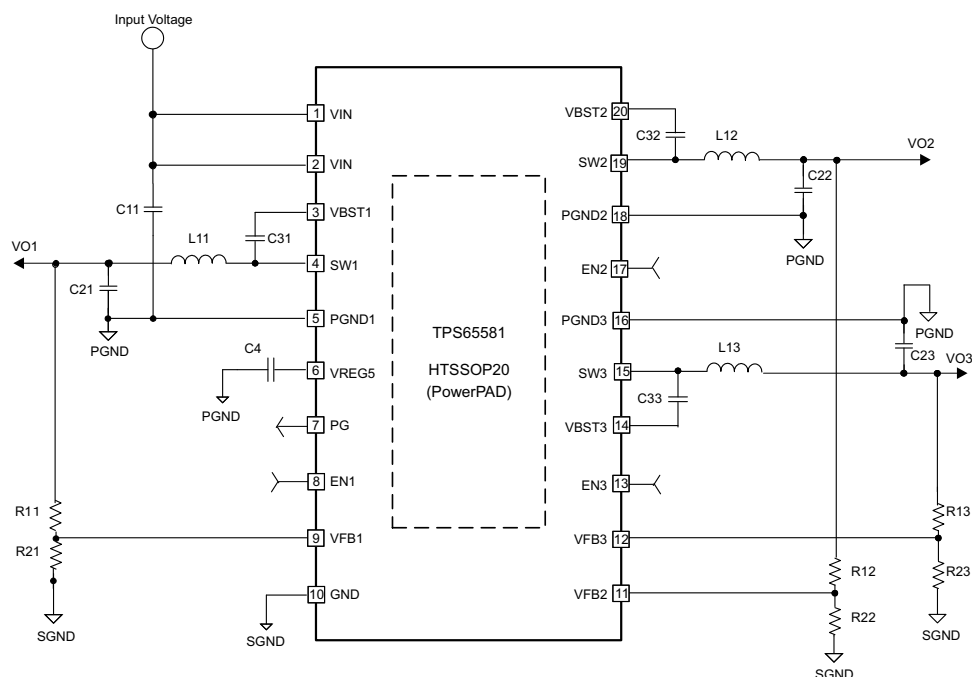 Input Voltage
1 VIN
2 VIN
C11
3 VBST1
C31
L11
VO1
4 SW1
C21
5 PGND1
PGND
C4
6 VREG5
PGND
7 PG
8 EN1
R11
9 VFB1
R21
10 GND
SGND
SGND
TPS65581
HTSSOP20
(PowerPAD)
VBST2 20
C32
L12
VO2
SW2 19
C22
PGND2 18
PGND
EN2 17
PGND3 16
PGND
C23
L13
SW3 15
VO3
C33
VBST3 14
EN3 13
R13
VFB3 12
R23
R12
VFB2 11
R22
SGND
SGND